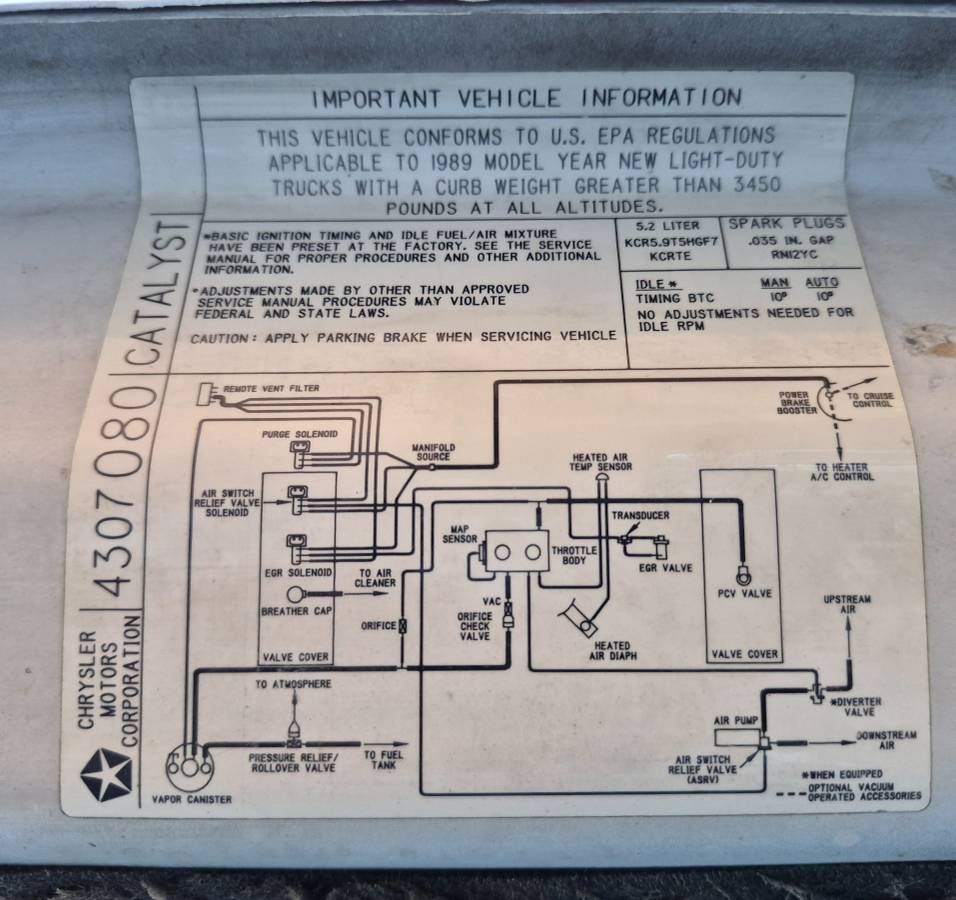 IMPORTANT VEHICLE INFORMATION
THIS VEHICLE CONFORMS TO U.S. EPA REGULATIONS
APPLICABLE TO 1989 MODEL YEAR NEW LIGHT-DUTY
TRUCKS WITH A CURB WEIGHT GREATER THAN 3450
POUNDS AT ALL ALTITUDES.
*BASIC IGNITION TIMING AND IDLE FUEL/AIR MIXTURE
HAVE BEEN PRESET AT THE FACTORY. SEE THE SERVICE
MANUAL FOR PROPER PROCEDURES AND OTHER ADDITIONAL
INFORMATION.
*ADJUSTMENTS MADE BY OTHER THAN APPROVED
SERVICE MANUAL PROCEDURES MAY VIOLATE
FEDERAL AND STATE LAWS.
CAUTION: APPLY PARKING BRAKE WHEN SERVICING VEHICLE
5.2 LITER
KCR5.9T5HGF7
KCRTE
SPARK PLUGS
.035 IN. GAP
RN12YC
IDLE * MAN AUTO
TIMING BTC 10° 10°
NO ADJUSTMENTS NEEDED FOR
IDLE RPM
CATALYST
4307 080
CHRYSLER
MOTORS
CORPORATION
REMOTE VENT FILTER
PURGE SOLENOID
MANIFOLD
SOURCE
AIR SWITCH
RELIEF VALVE
SOLENOID
EGR SOLENOID
BREATHER CAP
TO AIR
CLEANER
VALVE COVER
ORIFICE
HEATED AIR
TEMP SENSOR
MAP
SENSOR
THROTTLE
BODY
TRANSDUCER
EGR VALVE
VAC
ORIFICE
CHECK
VALVE
HEATED
AIR DIAPH
POWER
BRAKE
BOOSTER
TO CRUISE
CONTROL
TO HEATER
A/C CONTROL
PCV VALVE
VALVE COVER
UPSTREAM
AIR
*DIVERTER
VALVE
AIR PUMP
DOWNSTREAM
AIR
AIR SWITCH
RELIEF VALVE
(ASRV)
TO ATMOSPHERE
PRESSURE RELIEF/
ROLLOVER VALVE
TO FUEL
TANK
VAPOR CANISTER
*WHEN EQUIPPED
OPTIONAL VACUUM
OPERATED ACCESSORIES